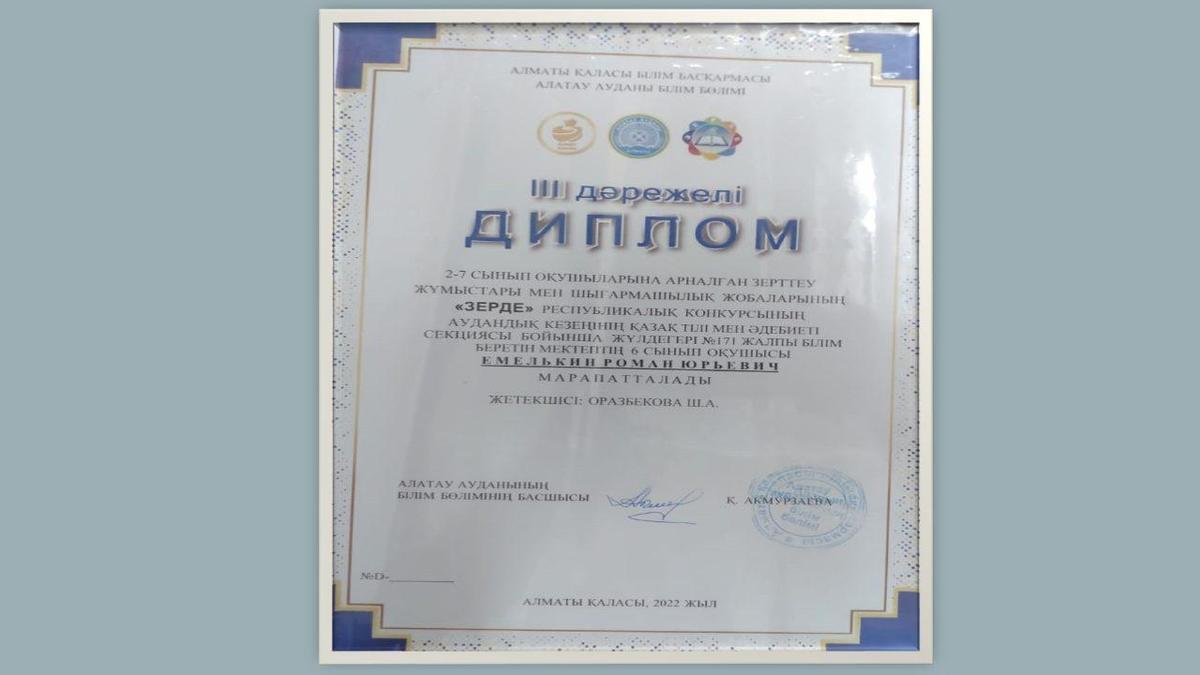 АЛМАТЫ ҚАЛАСЫ БІЛІМ БАСҚАРМАСЫ
АЛАТАУ АУДАНЫ БІЛІМ БӨЛІМІ
III дәрежелі
ДИПЛОМ
2-7 СЫНЫП ОҚУШЫЛАРЫНА АРНАЛҒАН ЗЕРТТЕУ
ЖҰМЫСТАРЫ МЕН ШЫҒАРМАШЫЛЫҚ ЖОБАЛАРЫНЫҢ
«ЗЕРДЕ» РЕСПУБЛИКАЛЫҚ КОНКУРСЫНЫҢ
АУДАНДЫҚ КЕЗЕҢІНІҢ ҚАЗАҚ ТІЛІ МЕН ӘДЕБИЕТІ
СЕКЦИЯСЫ БОЙЫНША ЖҮЛДЕГЕРІ №171 ЖАЛПЫ БІЛІМ
БЕРЕТІН МЕКТЕПТІҢ 6 СЫНЫП ОҚУШЫСЫ
ЕМЕЛЬКИН РОМАН ЮРЬЕВИЧ
МАРАПАТТАЛАДЫ
ЖЕТЕКШІСІ: ОРАЗБЕКОВА Ш.А.
АЛАТАУ АУДАНЫНЫҢ
БІЛІМ БӨЛІМІНІҢ БАСШЫСЫ
Қ. АКМУРЗАЕВА
№D-__________
АЛМАТЫ ҚАЛАСЫ, 2022 ЖЫЛ